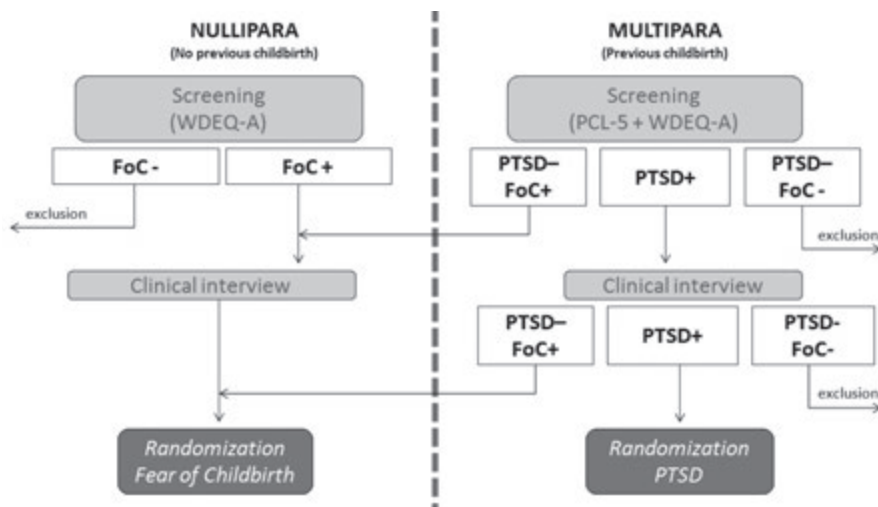 NULLIPARA
(No previous childbirth)
Screening
(WDEQ-A)
FoC -
FoC +
exclusion
Clinical interview
Randomization
Fear of Childbirth
MULTIPARA
(Previous childbirth)
Screening
(PCL-5 + WDEQ-A)
PTSD–
FoC+
PTSD+
PTSD–
FoC -
exclusion
Clinical interview
PTSD–
FoC+
PTSD+
PTSD-
FoC-
exclusion
Randomization
PTSD